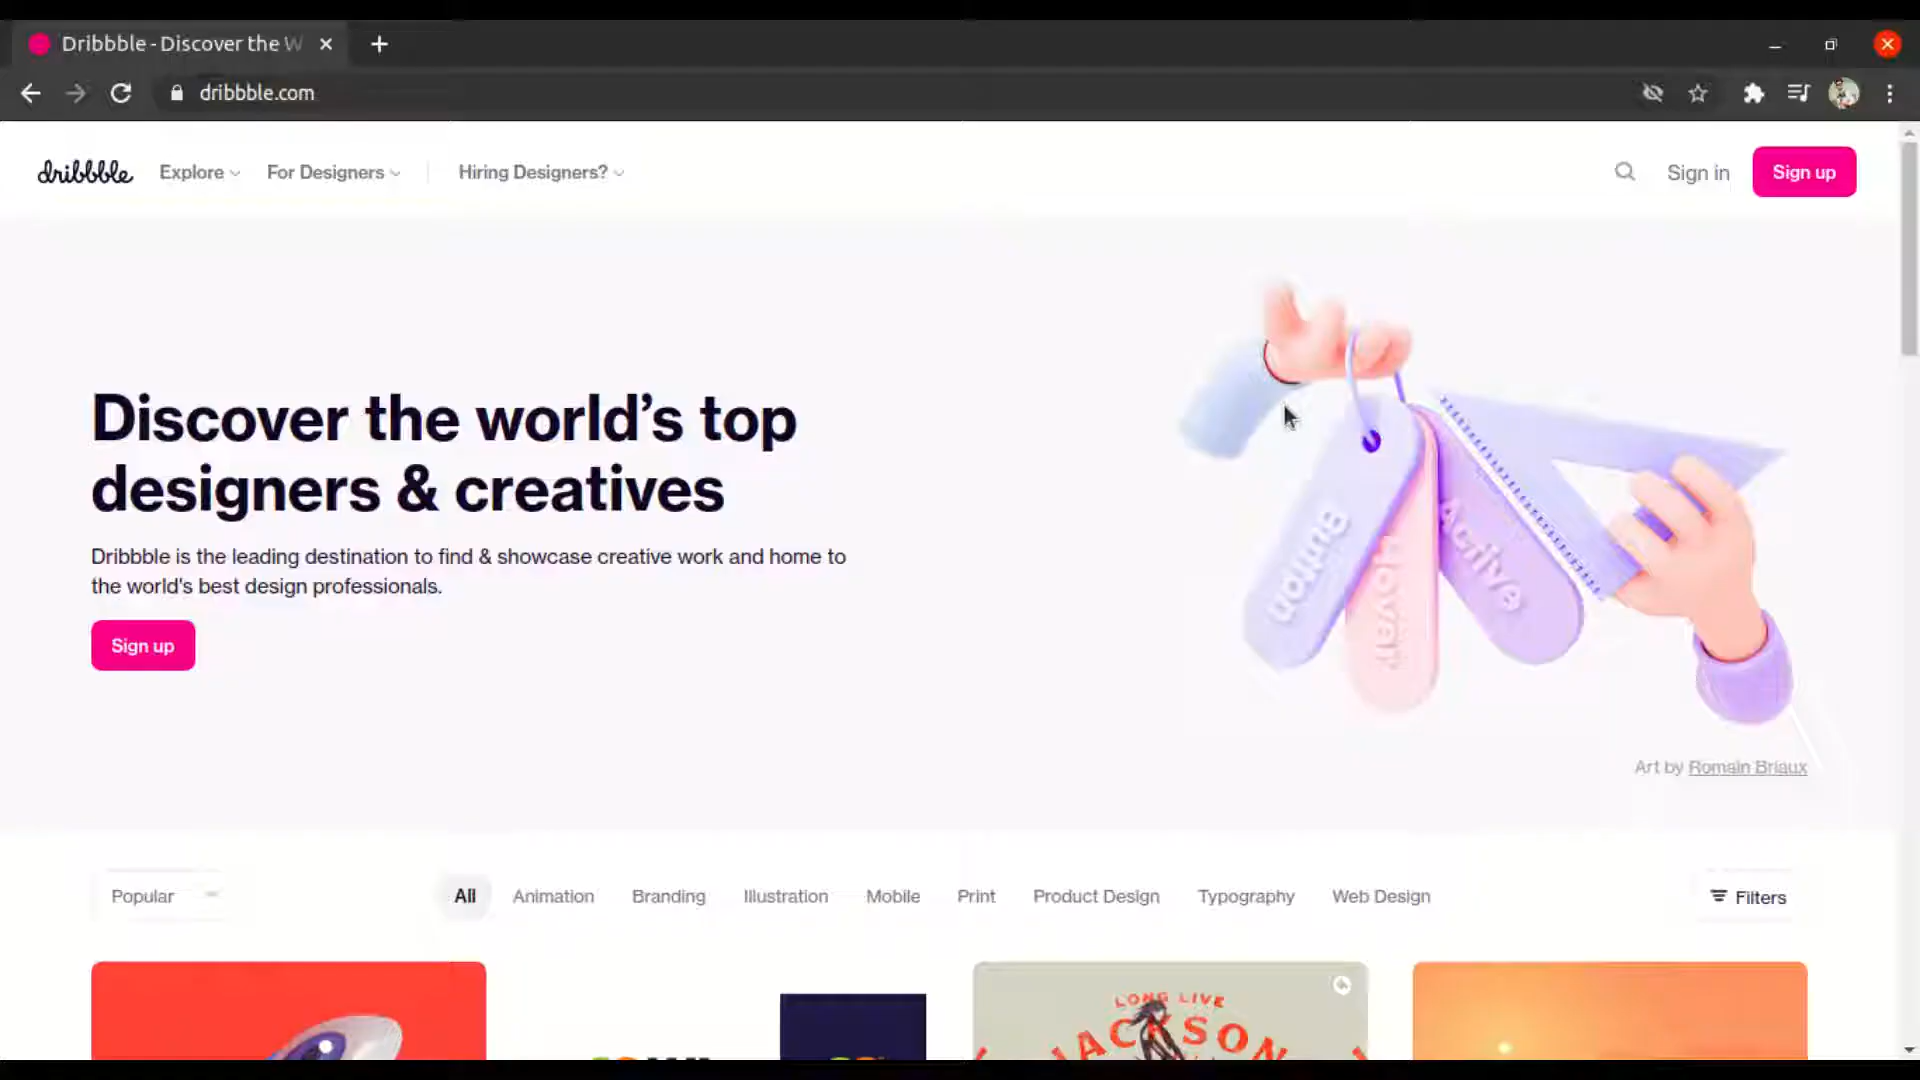 Dribbble - Discover the W
dribbble.com
dribbble
Explore
For Designers
Hiring Designers?
Sign in
Sign up
Discover the world's top
designers & creatives
Dribbble is the leading destination to find & showcase creative work and home to
the world's best design professionals.
Sign up
Button
Hover
Active
Art by Romain Briaux
Popular
All
Animation
Branding
Illustration
Mobile
Print
Product Design
Typography
Web Design
Filters
LONG LIVE
JACKSON